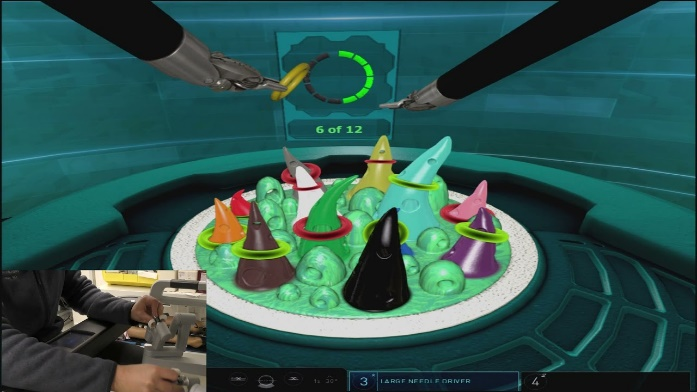 6 of 12
3 LARGE NEEDLE DRIVER
4